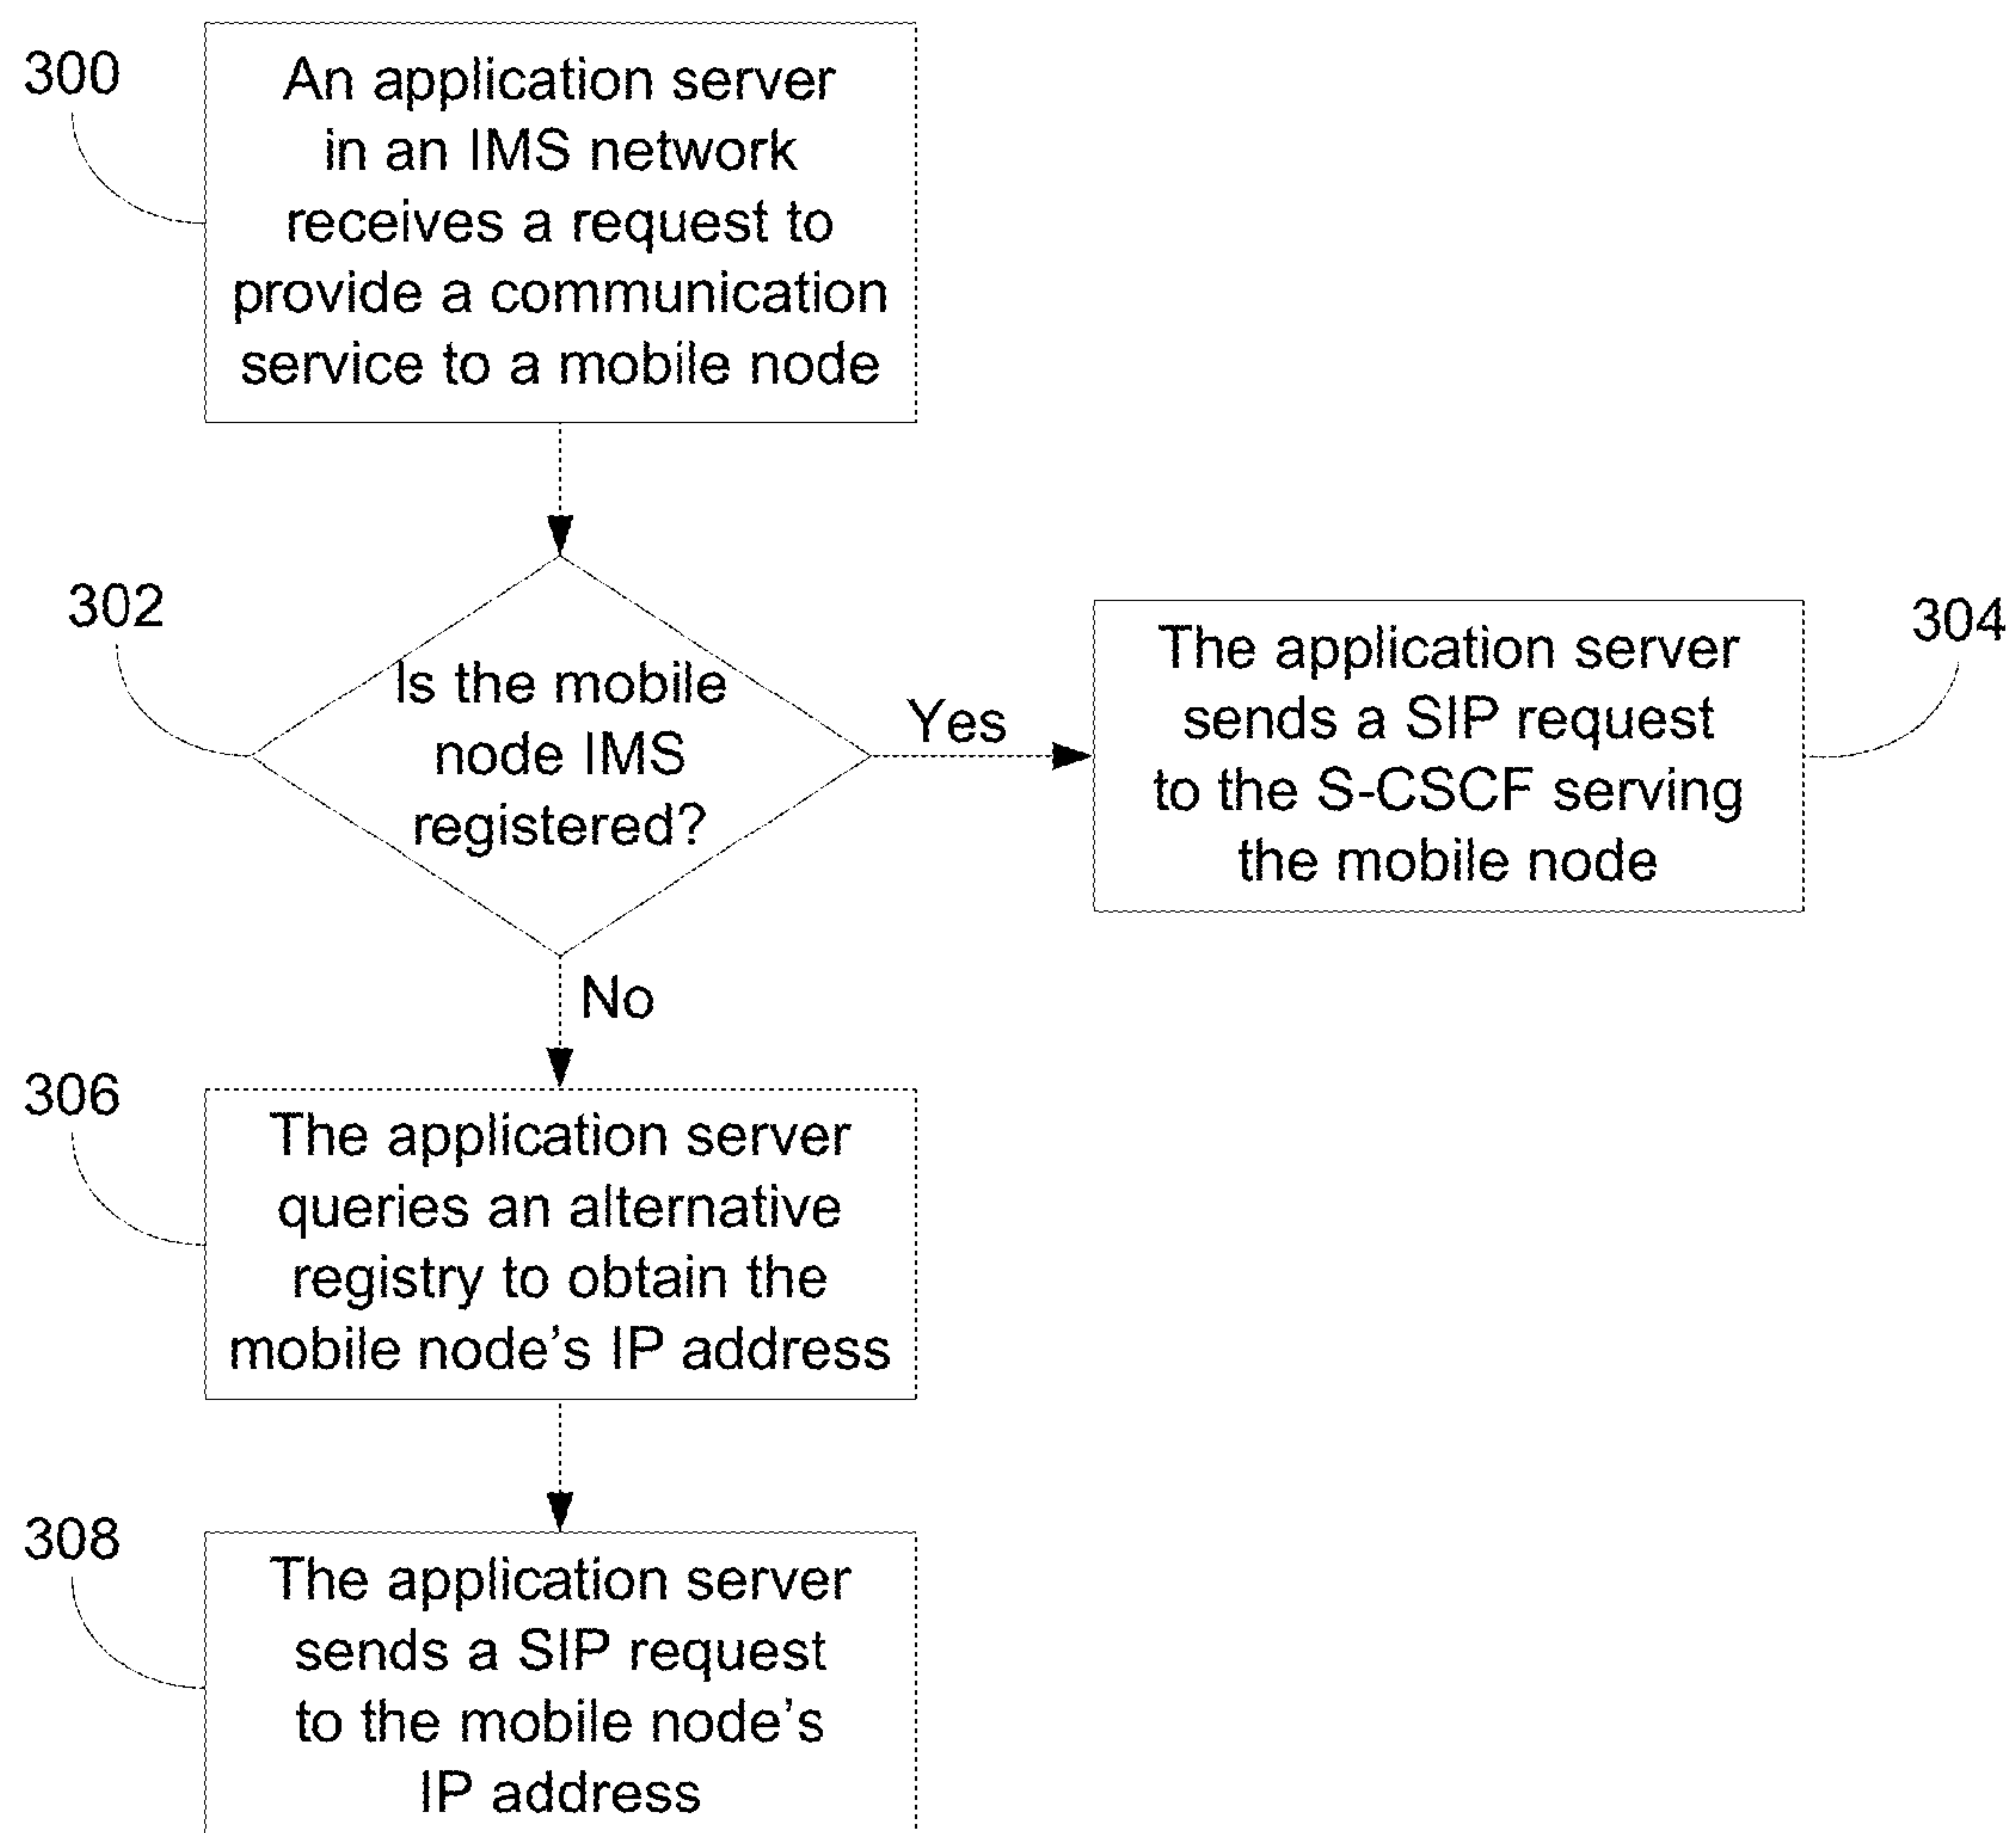 300
An application server
in an IMS network
receives a request to
provide a communication
service to a mobile node
302
Is the mobile
node IMS
registered?
Yes
304
The application server
sends a SIP request
to the S-CSCF serving
the mobile node
No
306
The application server
queries an alternative
registry to obtain the
mobile node's IP address
308
The application server
sends a SIP request
to the mobile node's
IP address